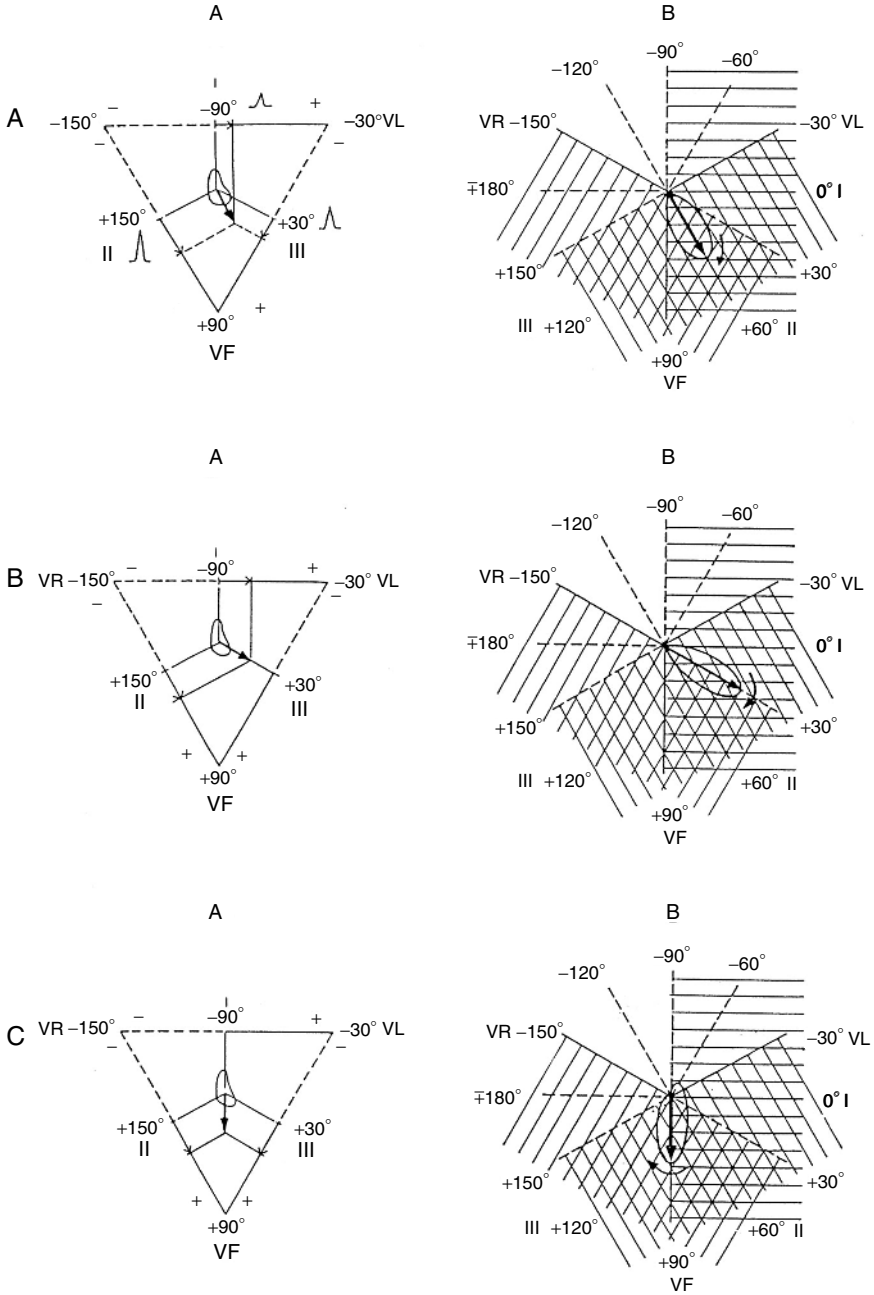 A B
A
−150°
−
−90°
+
−30°VL
−
I
−
+150°
II
+30°
III
+90°
+
VF
−90°
−60°
−120°
VR −150°
−30° VL
∓180°
0° I
+150°
+30°
III +120°
+60° II
+90°
VF
A B
B
VR −150°
−
I
−90°
+
−30° VL
−
−
+150°
II
+30°
III
+
+
+90°
VF
−90°
−60°
−120°
VR −150°
−30° VL
∓180°
0° I
+150°
+30°
III +120°
+60° II
+90°
VF
A B
C
VR −150°
−
I
−90°
+
−30° VL
−
−
+150°
II
+30°
III
+
+
+90°
VF
−90°
−60°
−120°
VR −150°
−30° VL
∓180°
0° I
+150°
+30°
III +120°
+60° II
+90°
VF